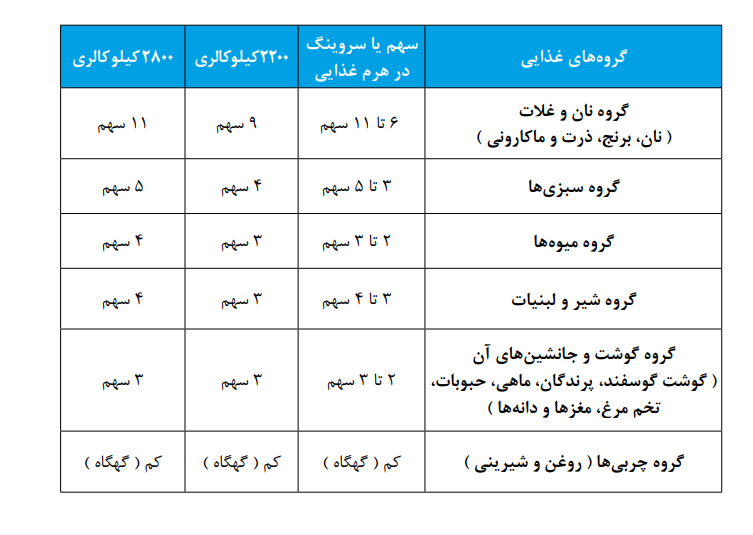 گروه‌های غذایی
سهم یا سروینگ
در هرم غذایی
۲۲۰۰کیلوکالری
۲۸۰۰کیلوکالری
گروه نان و غلات
( نان، برنج، ذرت و ماکارونی )
۶ تا ۱۱ سهم
۹ سهم
۱۱ سهم
گروه سبزی‌ها
۳ تا ۵ سهم
۴ سهم
۵ سهم
گروه میوه‌ها
۲ تا ۳ سهم
۳ سهم
۴ سهم
گروه شیر و لبنیات
۳ تا ۴ سهم
۳ سهم
۴ سهم
گروه گوشت و جانشین‌های آن
( گوشت گوسفند، پرندگان، ماهی، حبوبات،
تخم مرغ، مغزها و دانه‌ها )
۲ تا ۳ سهم
۳ سهم
۳ سهم
گروه چربی‌ها ( روغن و شیرینی )
کم ( گهگاه )
کم ( گهگاه )
کم ( گهگاه )